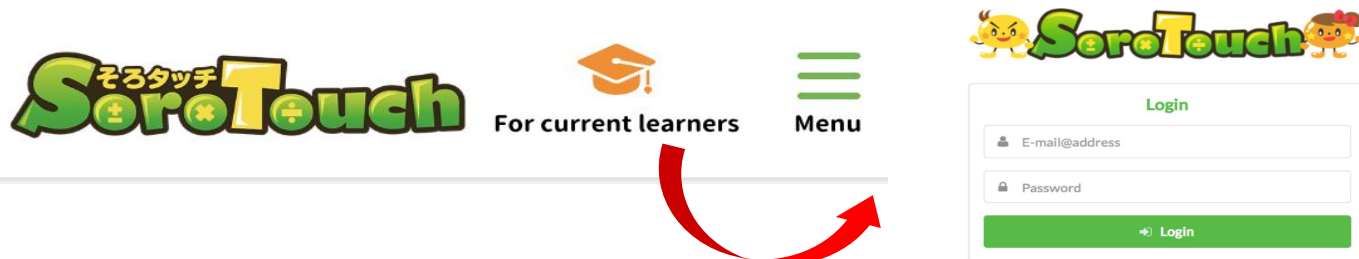 そろタッチ
SoroTouch
For current learners
Menu
SoroTouch
Login
E-mail@address
Password
Login